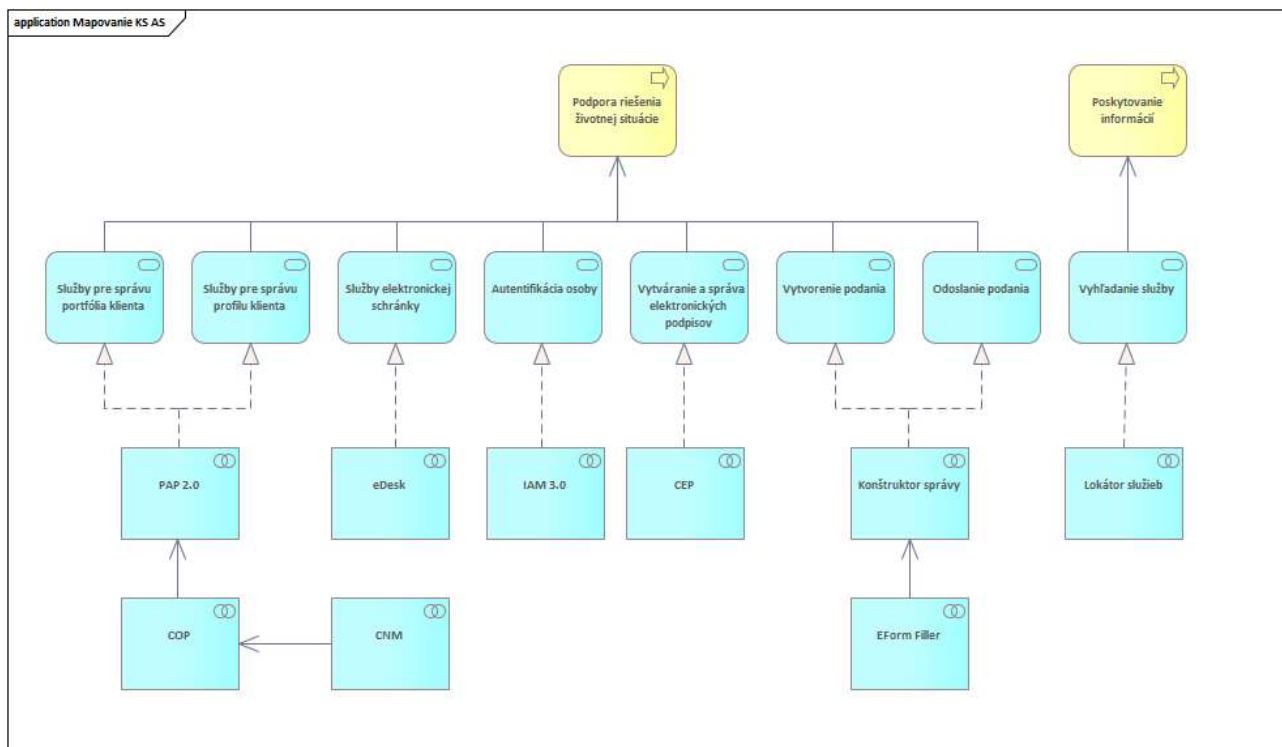 application Mapovanie KS AS
Podpora riešenia
životnej situácie
Poskytovanie
informácií
Služby pre správu
portfólia klienta
Služby pre správu
profilu klienta
Služby elektronickej
schránky
Autentifikácia osoby
Vytváranie a správa
elektronických
podpisov
Vytvorenie podania
Odoslanie podania
Vyhľadanie služby
PAP 2.0
eDesk
IAM 3.0
CEP
Konštruktor správy
Lokátor služieb
COP
CNM
EForm Filler